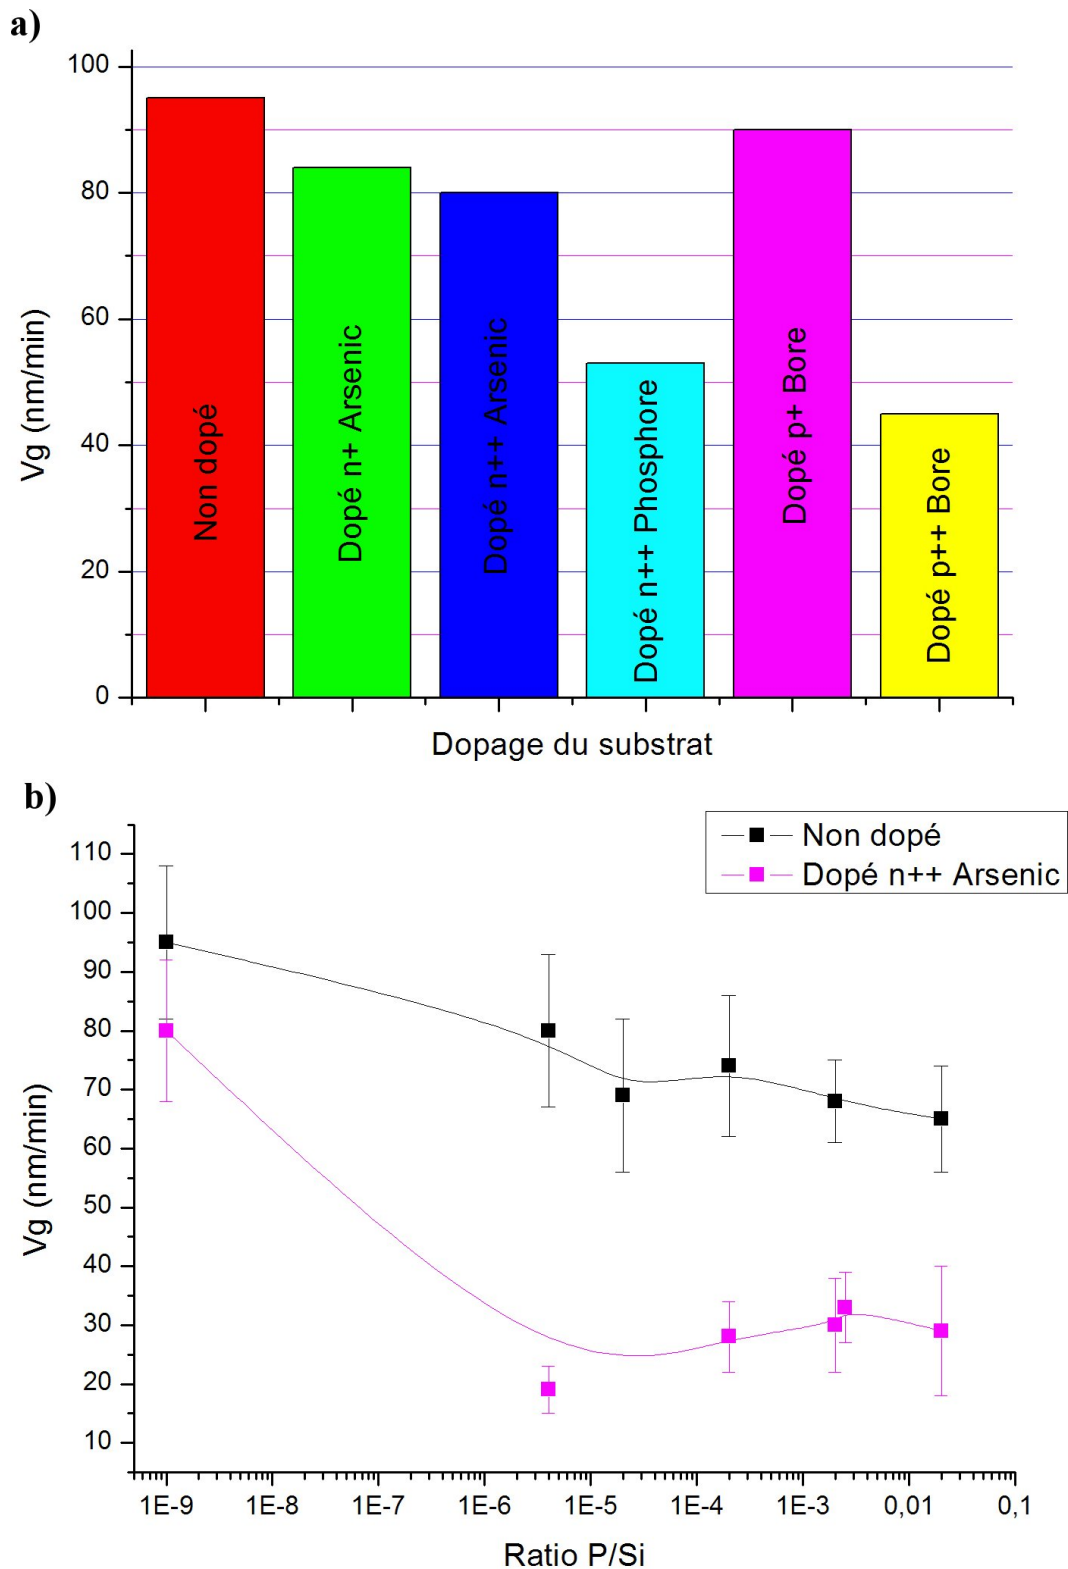 a)
100
80
60
40
20
0
Vg (nm/min)
Non dopé
Dopé n+ Arsenic
Dopé n++ Arsenic
Dopé n++ Phosphore
Dopé p+ Bore
Dopé p++ Bore
Dopage du substrat
b)
Non dopé
Dopé n++ Arsenic
110
100
90
80
70
60
50
40
30
20
10
Vg (nm/min)
1E-9 1E-8 1E-7 1E-6 1E-5 1E-4 1E-3 0,01 0,1
Ratio P/Si